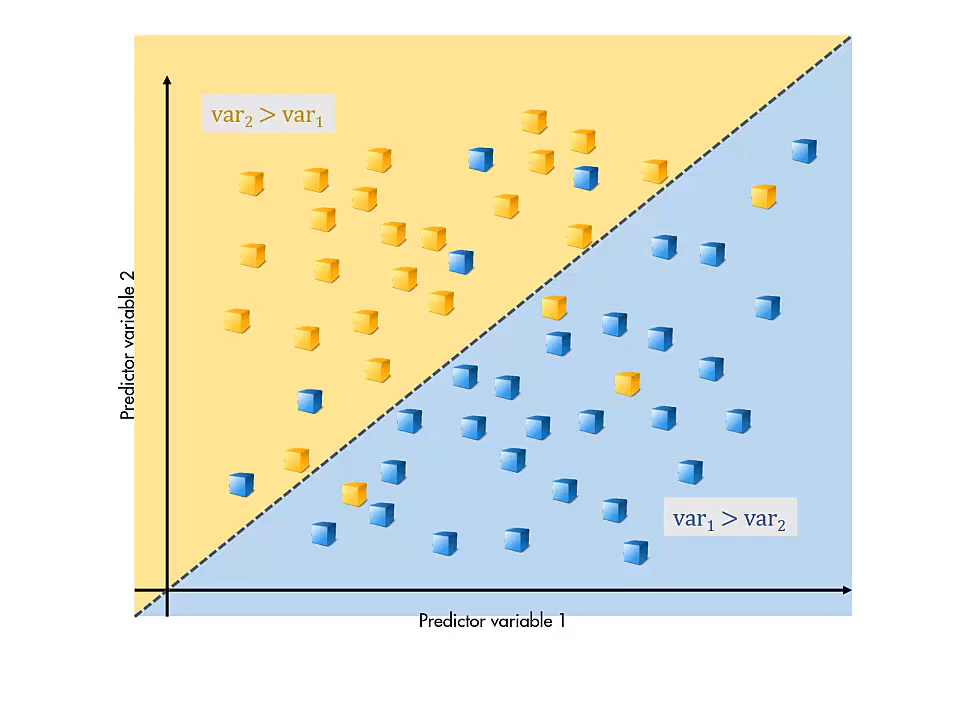 var₂ > var₁
Predictor variable 2
var₁ > var₂
Predictor variable 1